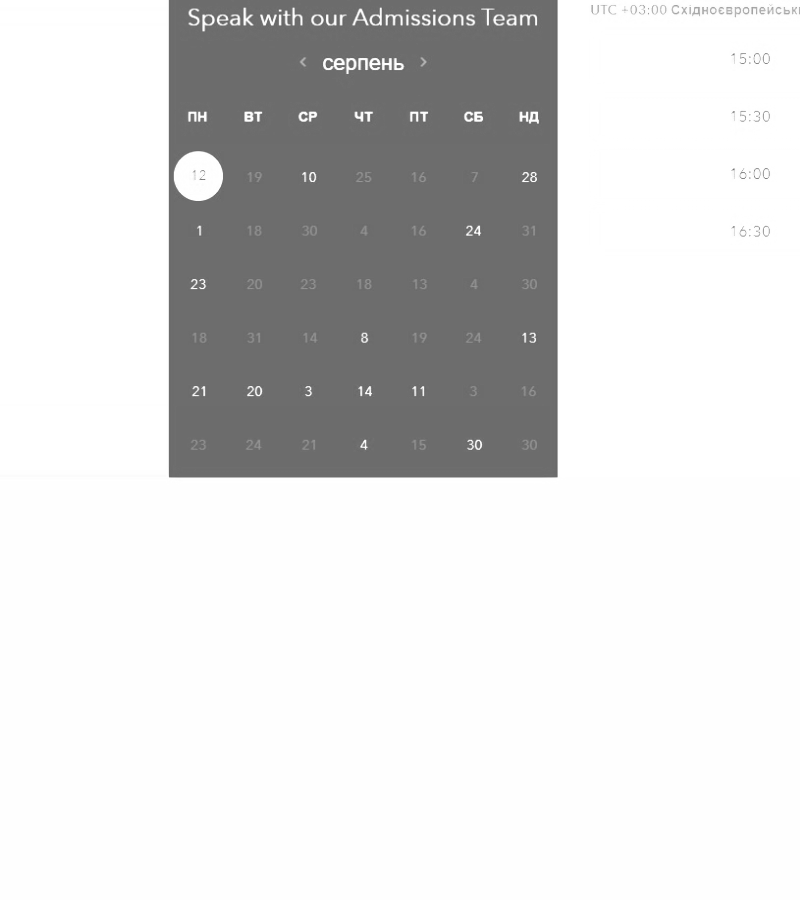 Speak with our Admissions Team
серпень
ПН ВТ СР ЧТ ПТ СБ НД
12 19 10 25 16 7 28
1 18 30 4 16 24 31
23 20 23 18 13 4 30
18 31 14 8 19 24 13
21 20 3 14 11 3 16
23 24 21 4 15 30 30
UTC +03:00 Східноєвропейськ
15:00
15:30
16:00
16:30